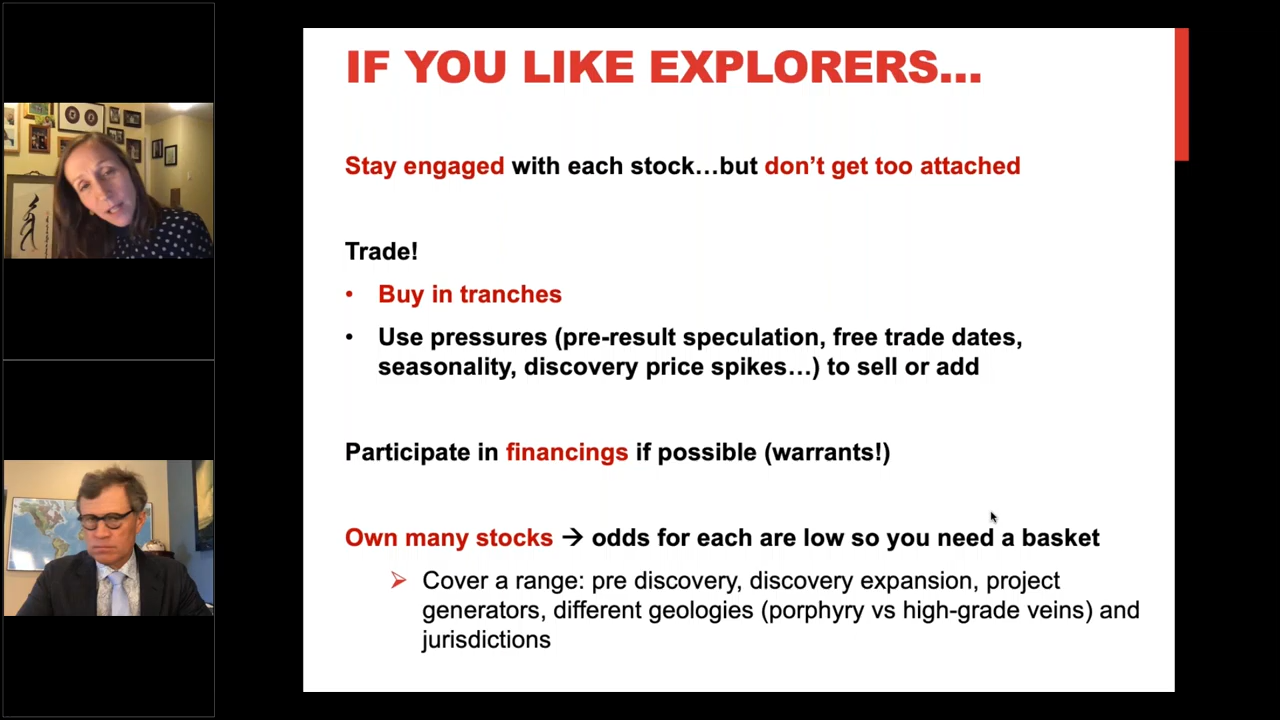 IF YOU LIKE EXPLORERS...
Stay engaged with each stock...but don't get too attached
Trade!
• Buy in tranches
• Use pressures (pre-result speculation, free trade dates,
seasonality, discovery price spikes...) to sell or add
Participate in financings if possible (warrants!)
Own many stocks → odds for each are low so you need a basket
➢ Cover a range: pre discovery, discovery expansion, project
generators, different geologies (porphyry vs high-grade veins) and
jurisdictions